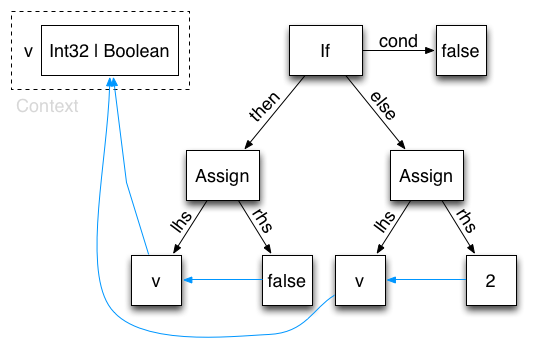 v Int32 | Boolean
Context
If
cond
false
then
else
Assign
Assign
lhs
rhs
lhs
rhs
v
false
v
2